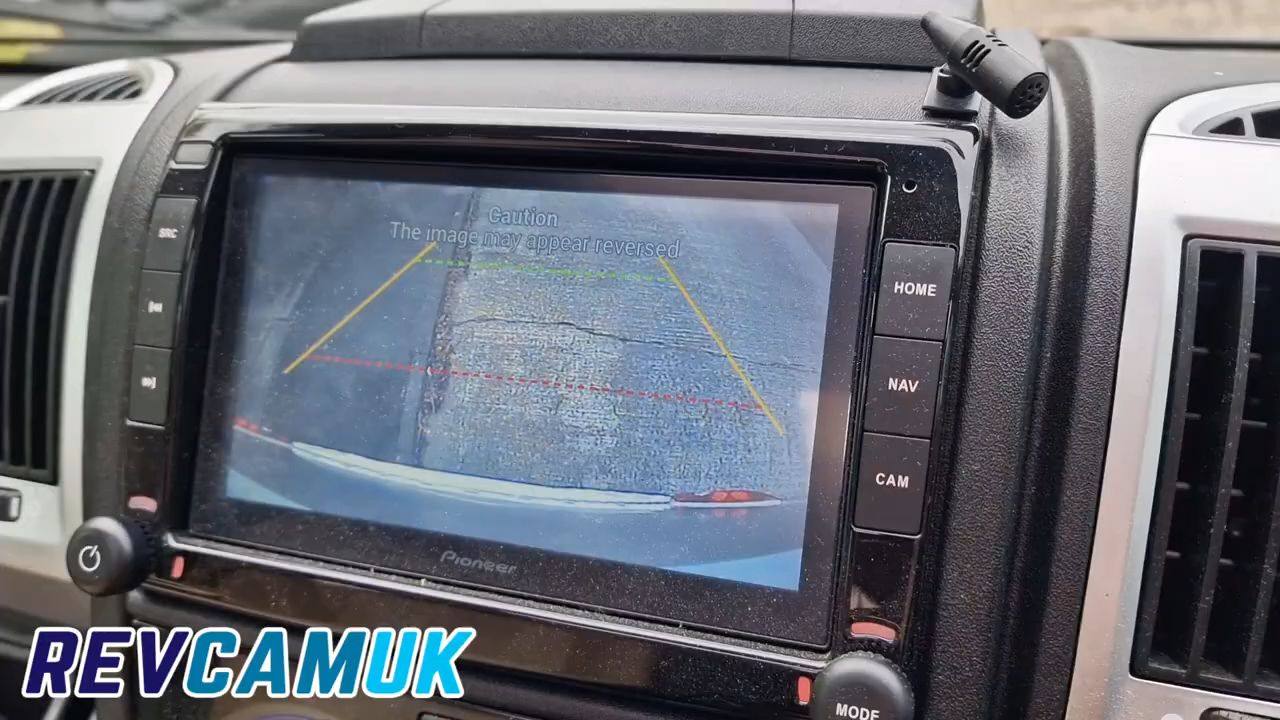 Caution
The image may appear reversed
SRC
HOME
NAV
CAM
Pioneer
MODE
REVCAMUK